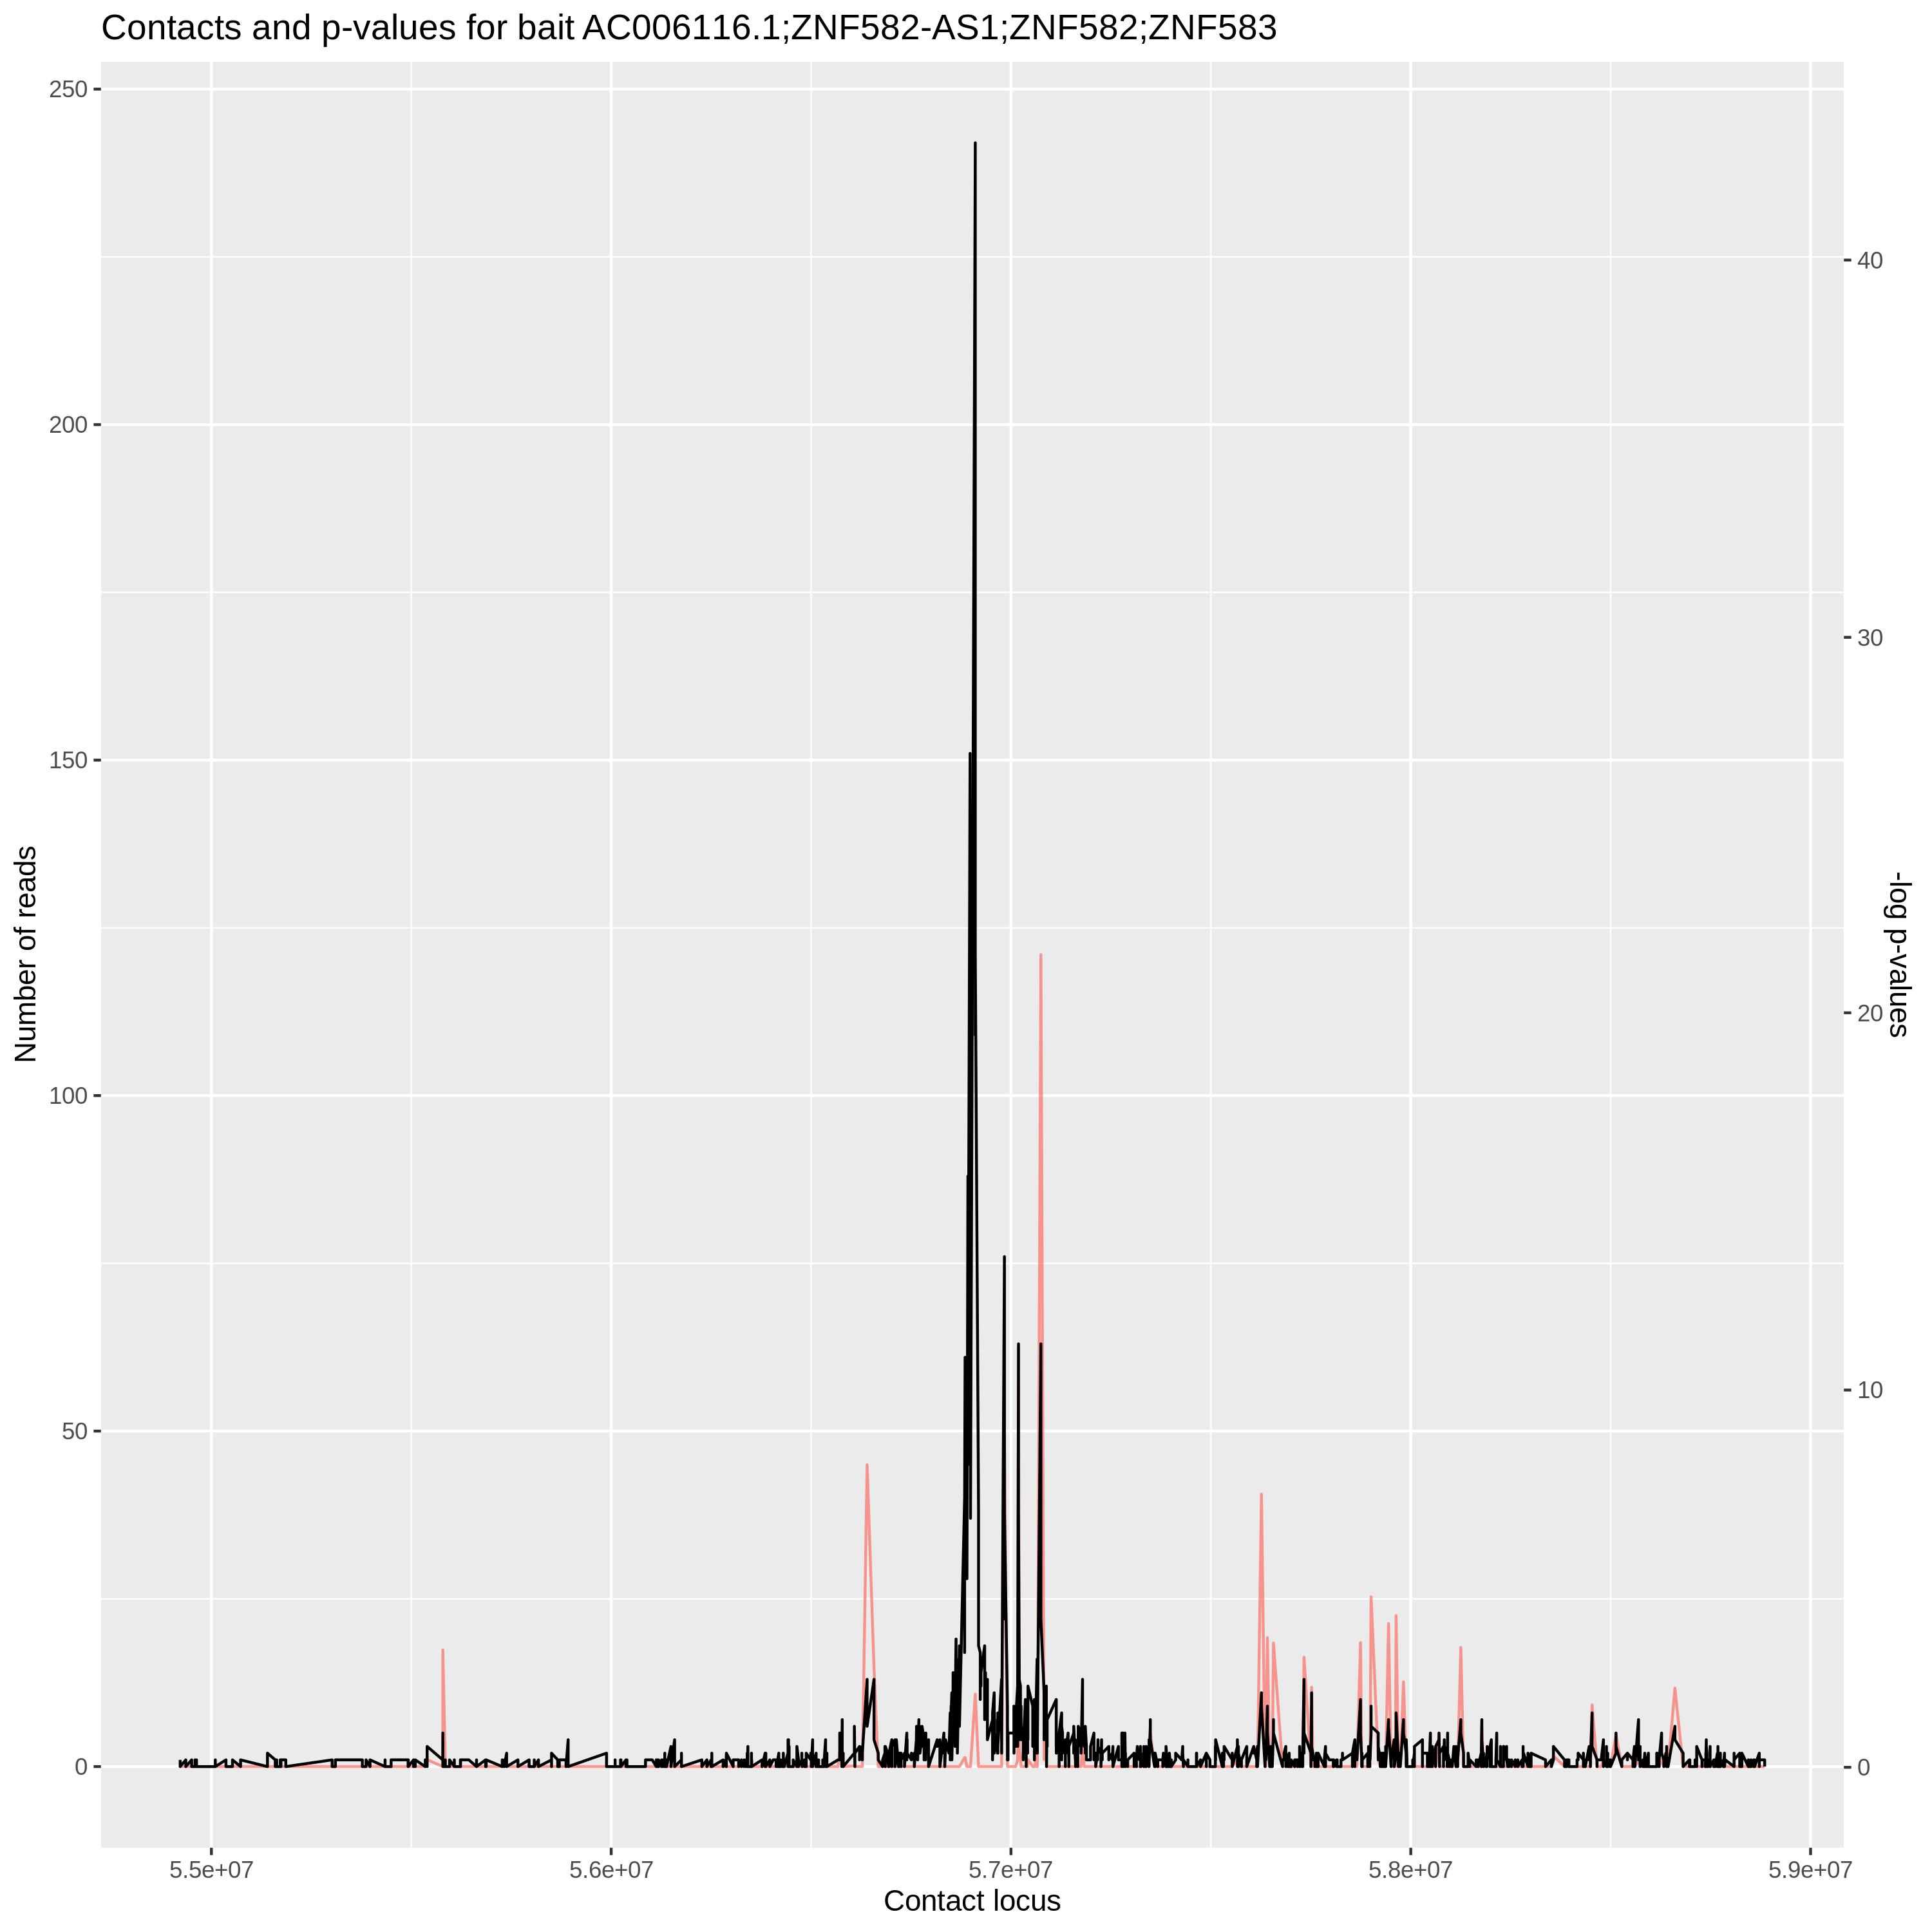 Contacts and p-values for bait AC006116.1;ZNF582-AS1;ZNF582;ZNF583
250
200
150
100
50
0
Number of reads
40
30
20
10
0
-log p-values
5.5e+07
5.6e+07
5.7e+07
5.8e+07
5.9e+07
Contact locus